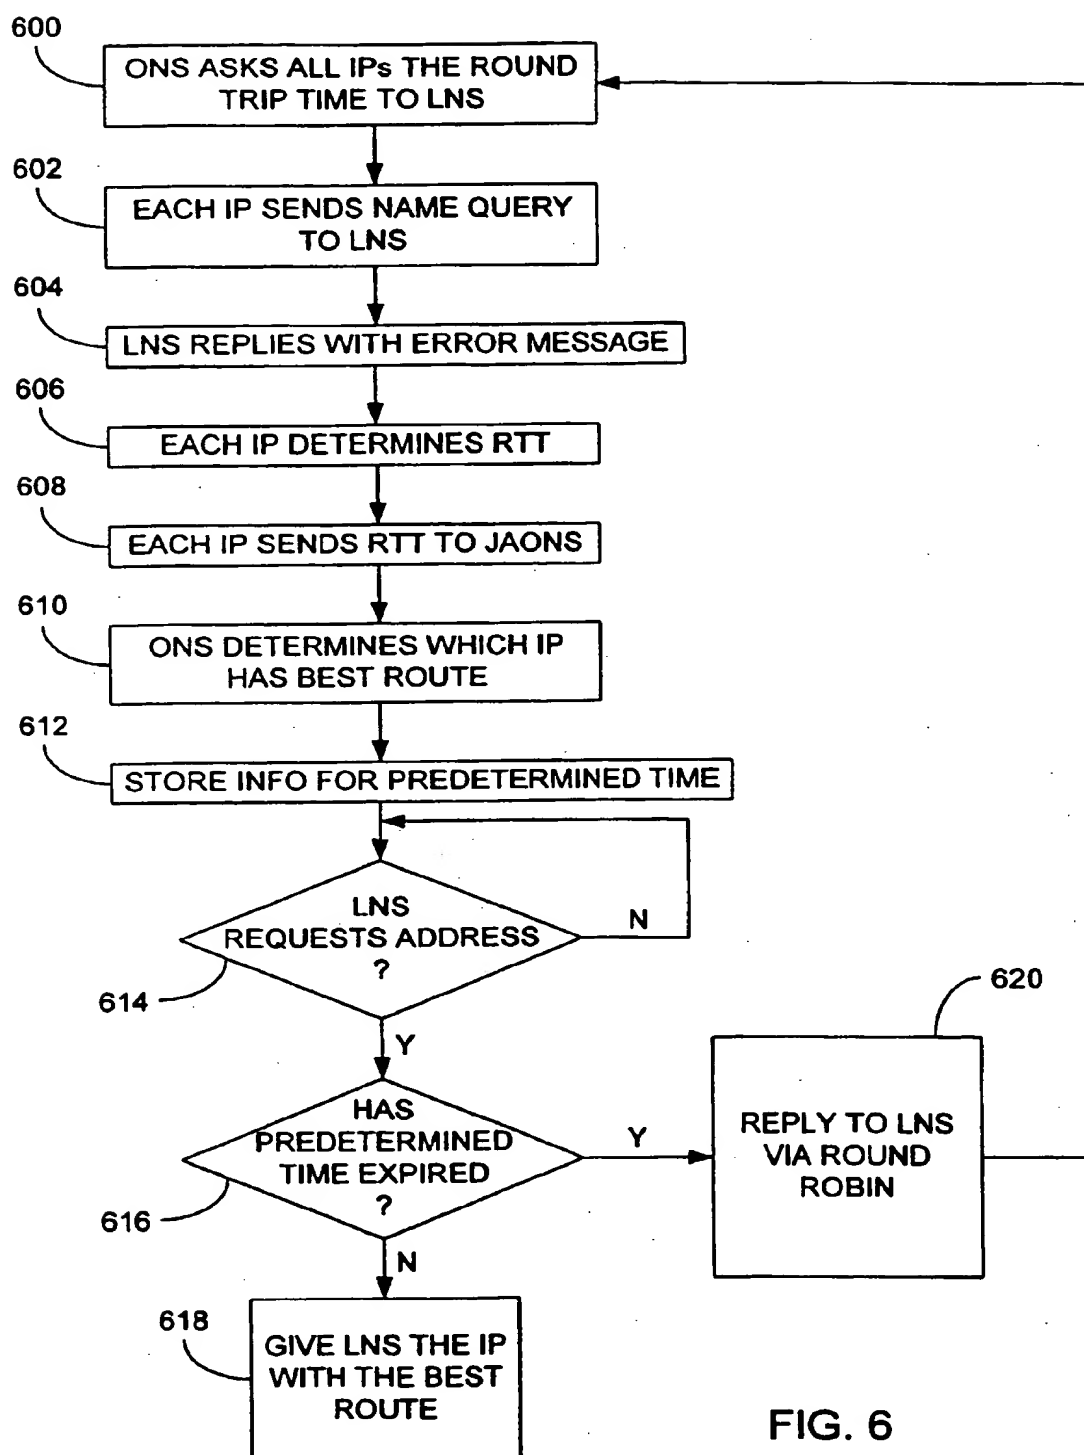 600
ONS ASKS ALL IPs THE ROUND
TRIP TIME TO LNS
602
EACH IP SENDS NAME QUERY
TO LNS
604
LNS REPLIES WITH ERROR MESSAGE
606
EACH IP DETERMINES RTT
608
EACH IP SENDS RTT TO JAONS
610
ONS DETERMINES WHICH IP
HAS BEST ROUTE
612
STORE INFO FOR PREDETERMINED TIME
LNS
REQUESTS ADDRESS
?
N
614
Y
620
HAS
PREDETERMINED
TIME EXPIRED
?
Y
616
N
REPLY TO LNS
VIA ROUND
ROBIN
618
GIVE LNS THE IP
WITH THE BEST
ROUTE
FIG. 6